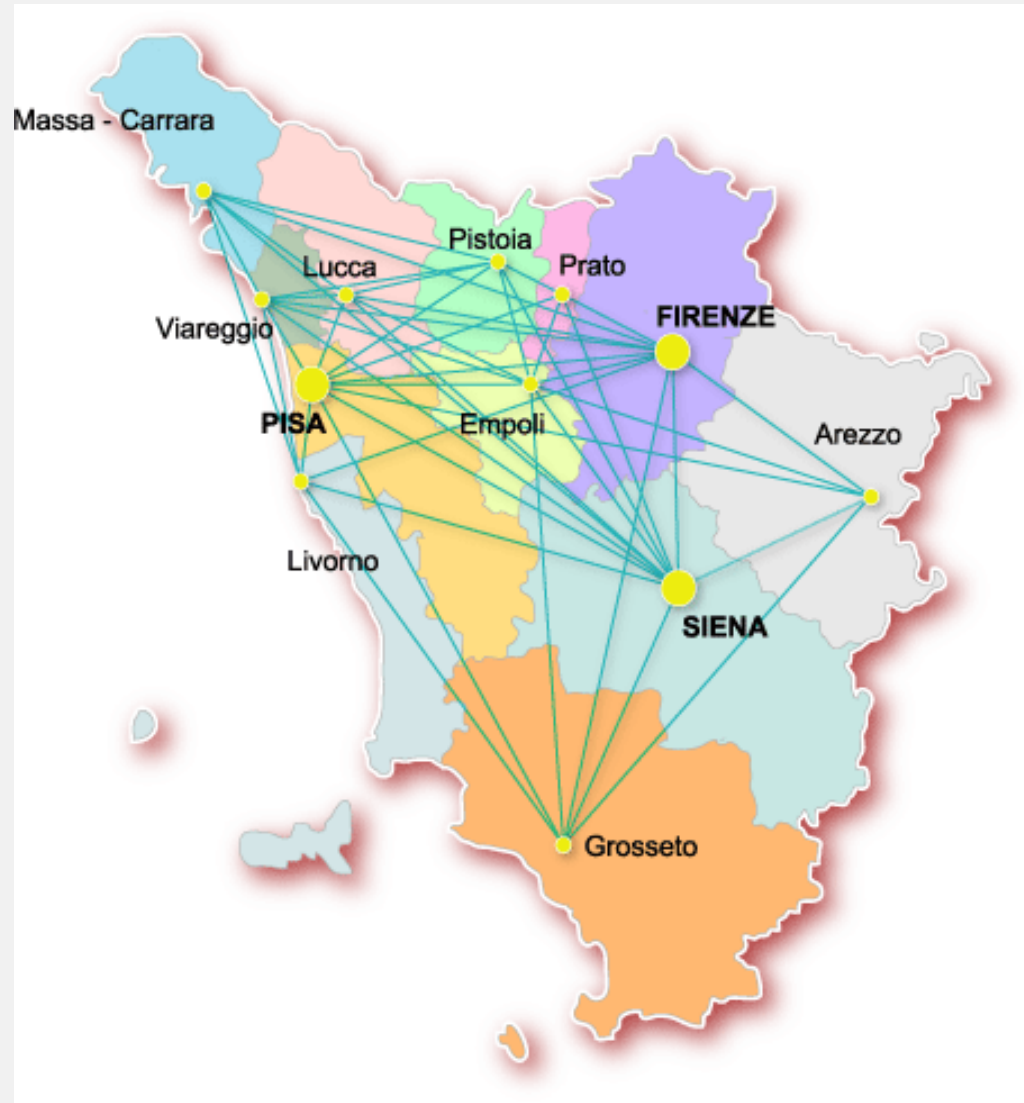 Massa - Carrara
Pistoia
Lucca
Prato
FIRENZE
Viareggio
PISA
Empoli
Arezzo
Livorno
SIENA
Grosseto